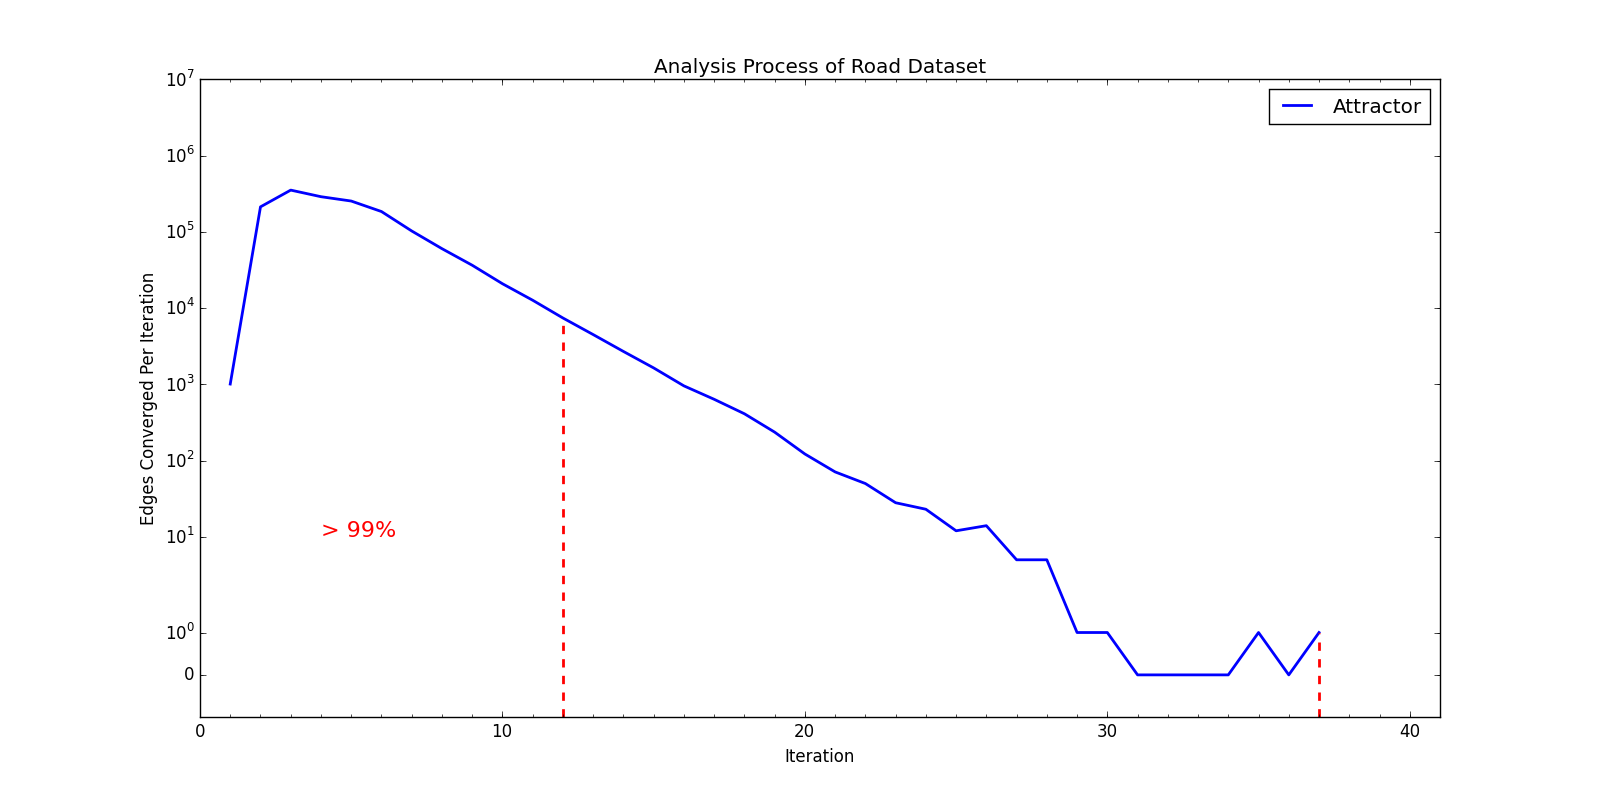 Analysis Process of Road Dataset
Attractor
10^7
10^6
10^5
10^4
10^3
10^2
10^1
10^0
0
Edges Converged Per Iteration
> 99%
0 10 20 30 40
Iteration